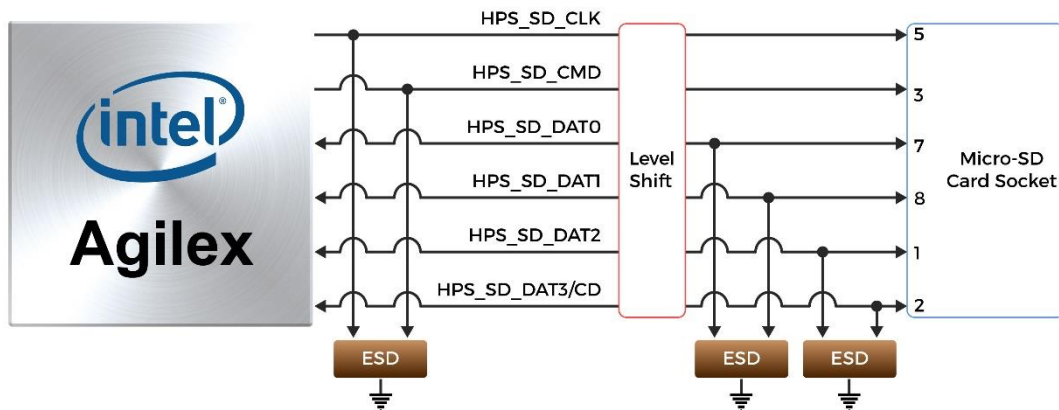 intel®
Agilex
HPS_SD_CLK
HPS_SD_CMD
HPS_SD_DAT0
HPS_SD_DAT1
HPS_SD_DAT2
HPS_SD_DAT3/CD
Level
Shift
5
3
7
8
1
2
Micro-SD
Card Socket
ESD
ESD
ESD